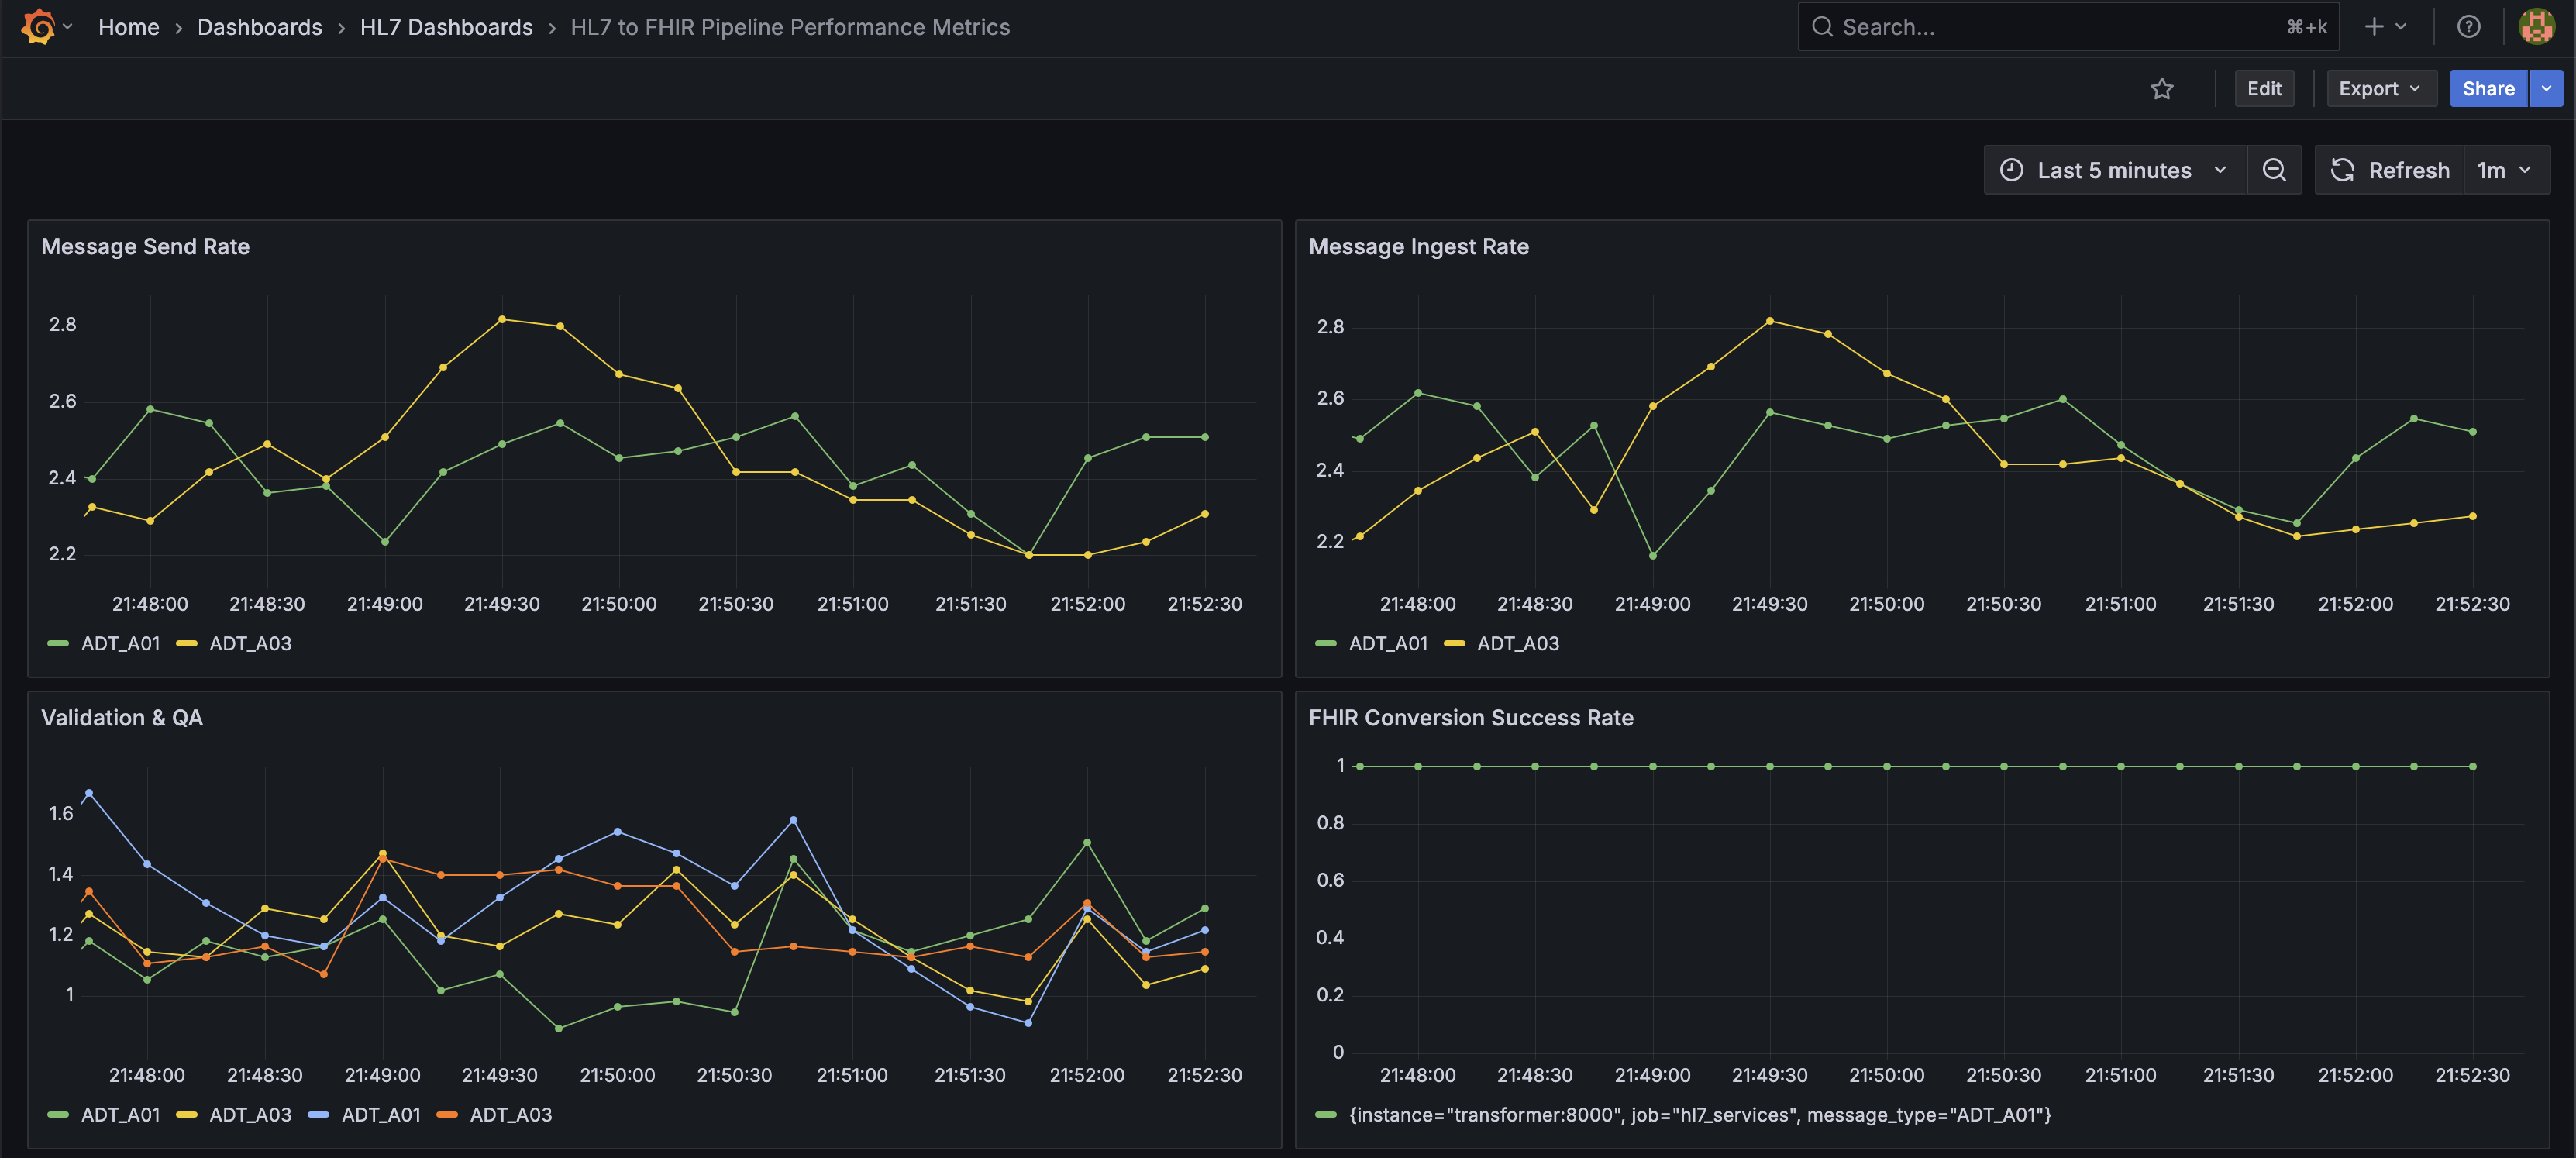 Home › Dashboards › HL7 Dashboards › HL7 to FHIR Pipeline Performance Metrics
Search... ⌘+k
Edit Export Share
Last 5 minutes Refresh 1m
Message Send Rate
2.8
2.6
2.4
2.2
21:48:00 21:48:30 21:49:00 21:49:30 21:50:00 21:50:30 21:51:00 21:51:30 21:52:00 21:52:30
ADT_A01 ADT_A03
Message Ingest Rate
2.8
2.6
2.4
2.2
21:48:00 21:48:30 21:49:00 21:49:30 21:50:00 21:50:30 21:51:00 21:51:30 21:52:00 21:52:30
ADT_A01 ADT_A03
Validation & QA
1.6
1.4
1.2
1
21:48:00 21:48:30 21:49:00 21:49:30 21:50:00 21:50:30 21:51:00 21:51:30 21:52:00 21:52:30
ADT_A01 ADT_A03 ADT_A01 ADT_A03
FHIR Conversion Success Rate
1
0.8
0.6
0.4
0.2
0
21:48:00 21:48:30 21:49:00 21:49:30 21:50:00 21:50:30 21:51:00 21:51:30 21:52:00 21:52:30
{instance="transformer:8000", job="hl7_services", message_type="ADT_A01"}